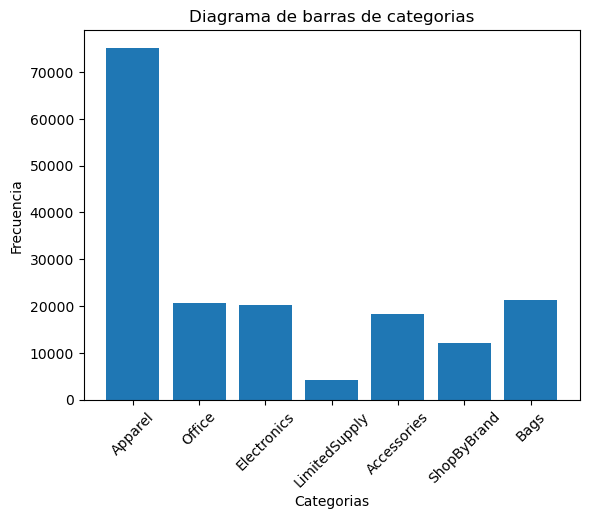 Diagrama de barras de categorias
Frecuencia
70000
60000
50000
40000
30000
20000
10000
0
Apparel
Office
Electronics
LimitedSupply
Accessories
ShopByBrand
Bags
Categorias